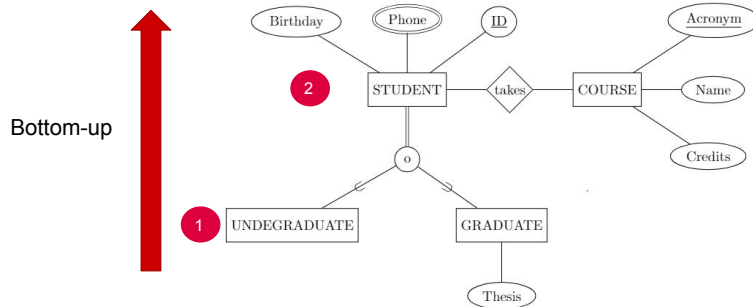 Birthday
Phone
ID
Acronym
2
STUDENT
takes
COURSE
Name
Bottom-up
Credits
o
1
UNDEGRADUATE
GRADUATE
Thesis